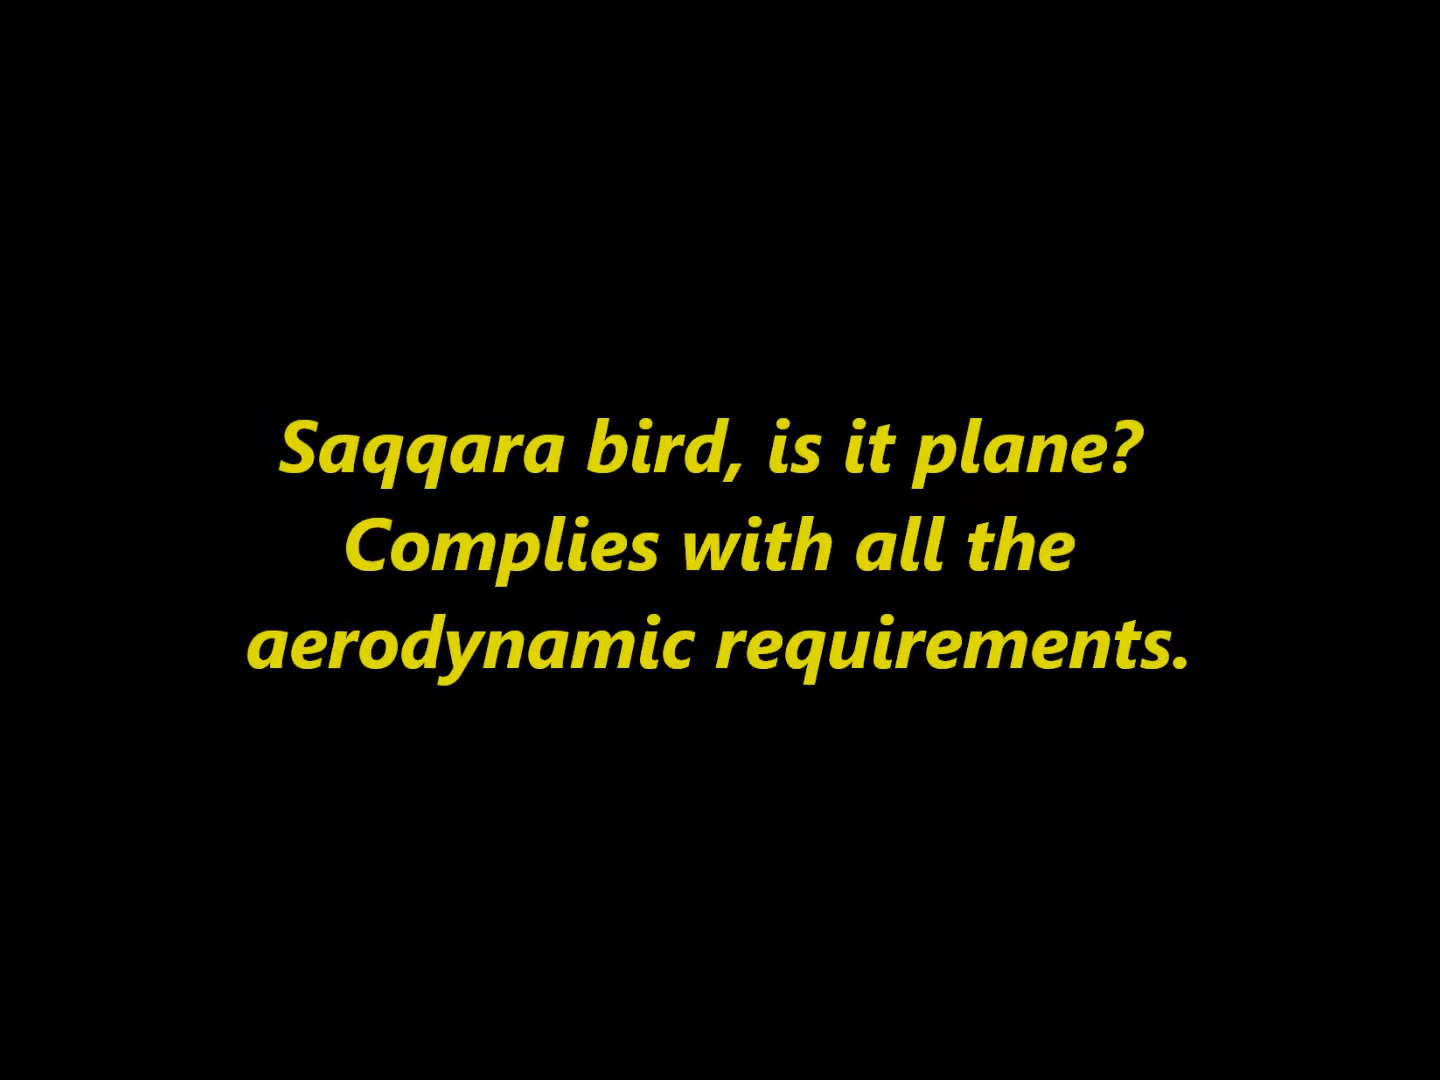 Saqqara bird, is it plane?
Complies with all the
aerodynamic requirements.